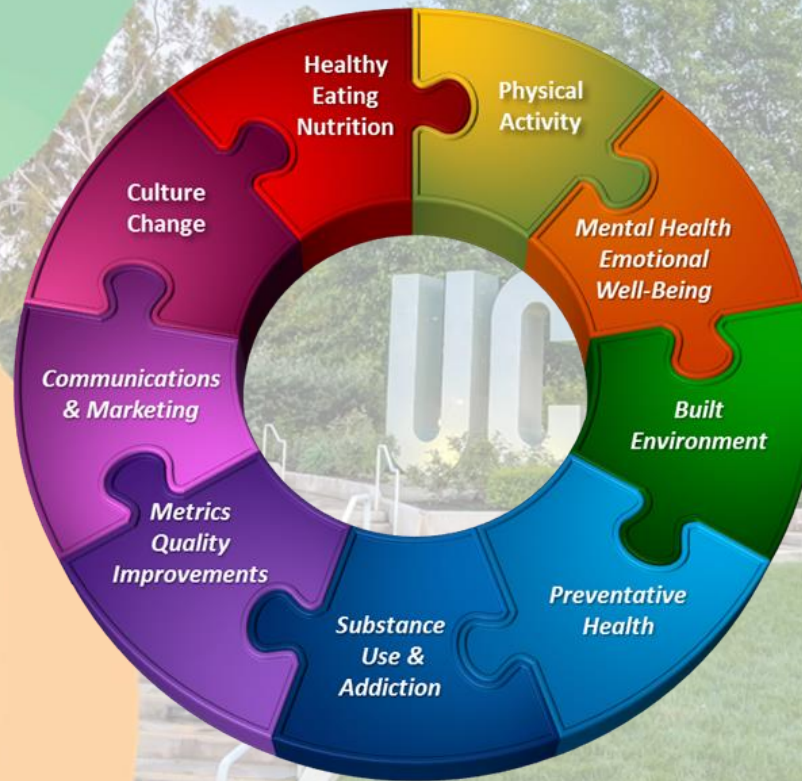 Healthy
Eating
Nutrition
Physical
Activity
Mental Health
Emotional
Well-Being
Built
Environment
Preventative
Health
Substance
Use &
Addiction
Metrics
Quality
Improvements
Communications
& Marketing
Culture
Change
UC